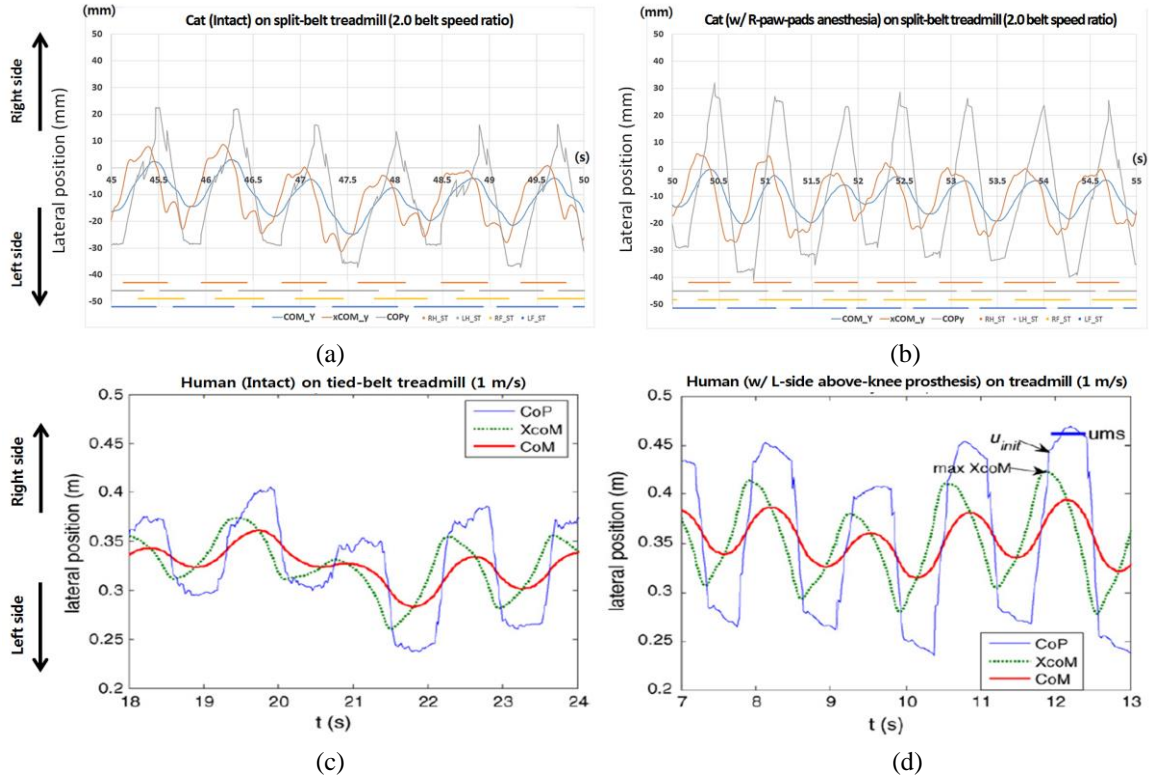 (mm)
Cat (Intact) on split-belt treadmill (2.0 belt speed ratio)
Right side
Left side
Lateral position (mm)
50
40
30
20
10
0
-10
-20
-30
-40
-50
45 45.5 46 46.5 47 47.5 48 48.5 49 49.5 50
(s)
COM_Y xCOM_y COPy RH_ST LH_ST RF_ST LF_ST
(a)
(mm)
Cat (w/ R-paw-pads anesthesia) on split-belt treadmill (2.0 belt speed ratio)
Lateral position (mm)
50
40
30
20
10
0
-10
-20
-30
-40
-50
50 50.5 51 51.5 52 52.5 53 53.5 54 54.5 55
(s)
COM_Y xCOM_y COPy RH_ST LH_ST RF_ST LF_ST
(b)
Human (Intact) on tied-belt treadmill (1 m/s)
Right side
Left side
lateral position (m)
0.5
0.45
0.4
0.35
0.3
0.25
0.2
CoP
XcoM
CoM
18 19 20 21 22 23 24
t (s)
(c)
Human (w/ L-side above-knee prosthesis) on treadmill (1 m/s)
lateral position (m)
0.5
0.45
0.4
0.35
0.3
0.25
0.2
u_init
ums
max XcoM
CoP
XcoM
CoM
7 8 9 10 11 12 13
t (s)
(d)